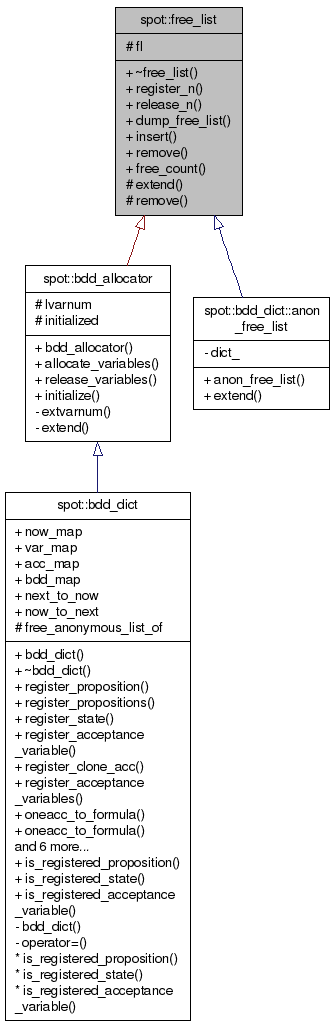 spot::free_list
# fl
+ ~free_list()
+ register_n()
+ release_n()
+ dump_free_list()
+ insert()
+ remove()
+ free_count()
# extend()
# remove()
spot::bdd_allocator
# lvarnum
# initialized
+ bdd_allocator()
+ allocate_variables()
+ release_variables()
+ initialize()
- extvarnum()
- extend()
spot::bdd_dict::anon
_free_list
- dict_
+ anon_free_list()
+ extend()
spot::bdd_dict
+ now_map
+ var_map
+ acc_map
+ bdd_map
+ next_to_now
+ now_to_next
# free_anonymous_list_of
+ bdd_dict()
+ ~bdd_dict()
+ register_proposition()
+ register_propositions()
+ register_state()
+ register_acceptance
_variable()
+ register_clone_acc()
+ register_acceptance
_variables()
+ oneacc_to_formula()
+ oneacc_to_formula()
and 6 more...
+ is_registered_proposition()
+ is_registered_state()
+ is_registered_acceptance
_variable()
- bdd_dict()
- operator=()
* is_registered_proposition()
* is_registered_state()
* is_registered_acceptance
_variable()